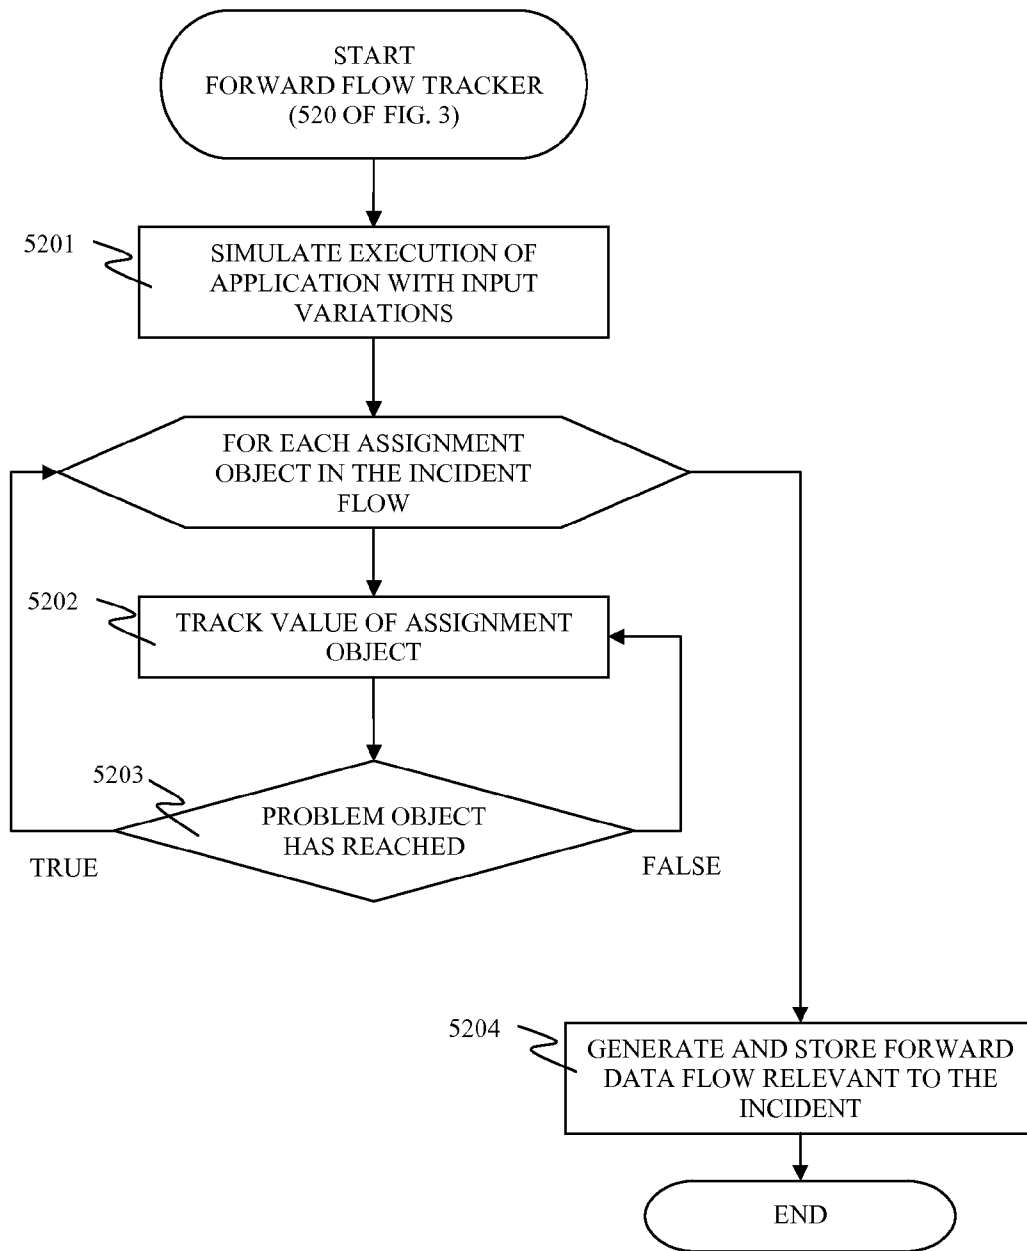 START
FORWARD FLOW TRACKER
(520 OF FIG. 3)
5201
SIMULATE EXECUTION OF
APPLICATION WITH INPUT
VARIATIONS
FOR EACH ASSIGNMENT
OBJECT IN THE INCIDENT
FLOW
5202
TRACK VALUE OF ASSIGNMENT
OBJECT
5203
PROBLEM OBJECT
HAS REACHED
TRUE
FALSE
5204
GENERATE AND STORE FORWARD
DATA FLOW RELEVANT TO THE
INCIDENT
END